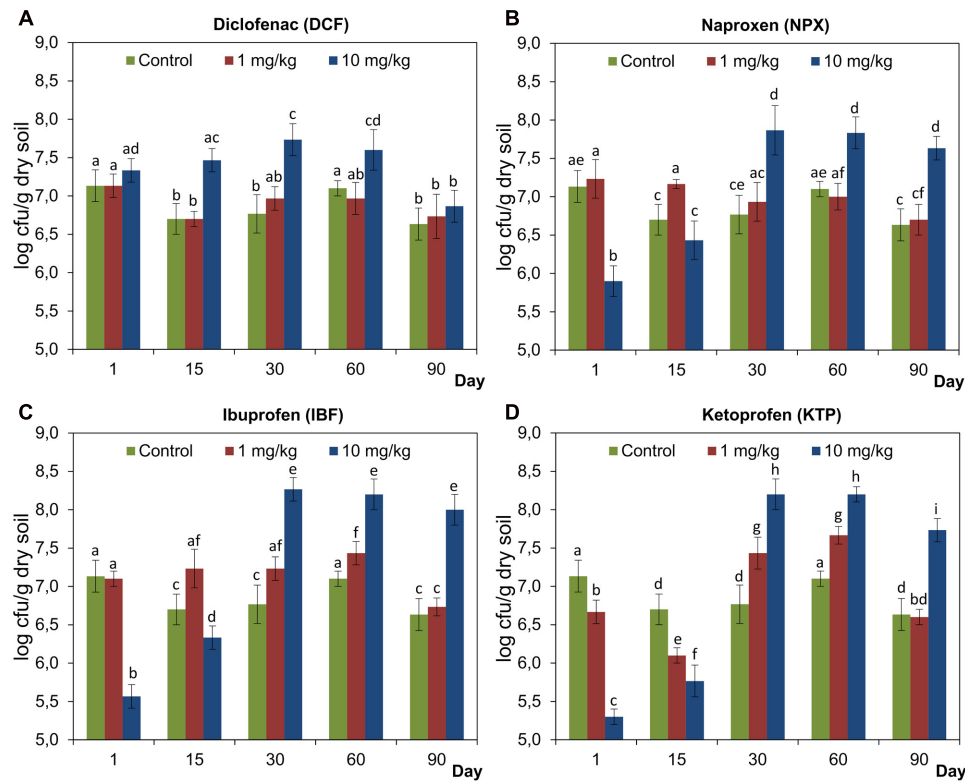 A
Diclofenac (DCF)
log cfu/g dry soil
9,0
8,5
8,0
7,5
7,0
6,5
6,0
5,5
5,0
Control 1 mg/kg 10 mg/kg
a a ad b b ac b ab c a ab cd b b b
1 15 30 60 90
Day
B
Naproxen (NPX)
log cfu/g dry soil
9,0
8,5
8,0
7,5
7,0
6,5
6,0
5,5
5,0
Control 1 mg/kg 10 mg/kg
ae a b c a c ce ac d ae af d c cf d
1 15 30 60 90
Day
C
Ibuprofen (IBF)
log cfu/g dry soil
9,0
8,5
8,0
7,5
7,0
6,5
6,0
5,5
5,0
Control 1 mg/kg 10 mg/kg
a a b c af d c af e a f e c c e
1 15 30 60 90
Day
D
Ketoprofen (KTP)
log cfu/g dry soil
9,0
8,5
8,0
7,5
7,0
6,5
6,0
5,5
5,0
Control 1 mg/kg 10 mg/kg
a b c d e f d g h a g h d bd i
1 15 30 60 90
Day